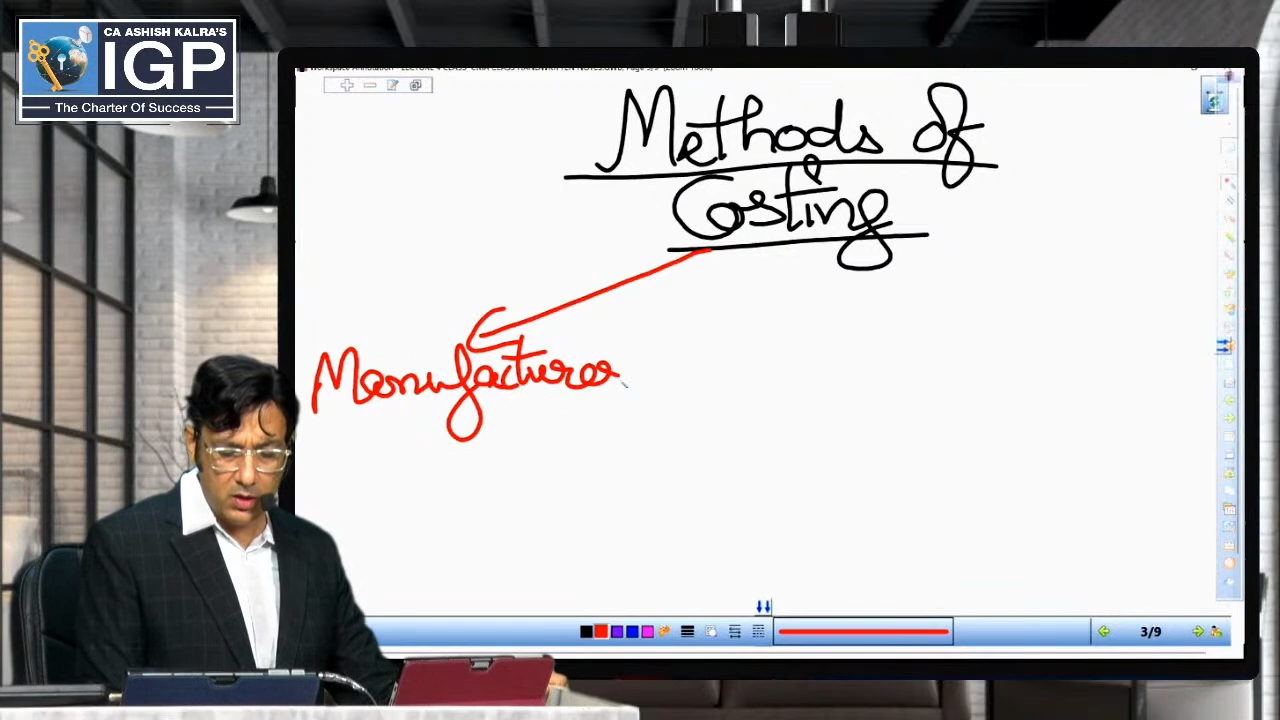 CA ASHISH KALRA'S
IGP
The Charter Of Success
Methods of
Costing
Manufacturer
3/9